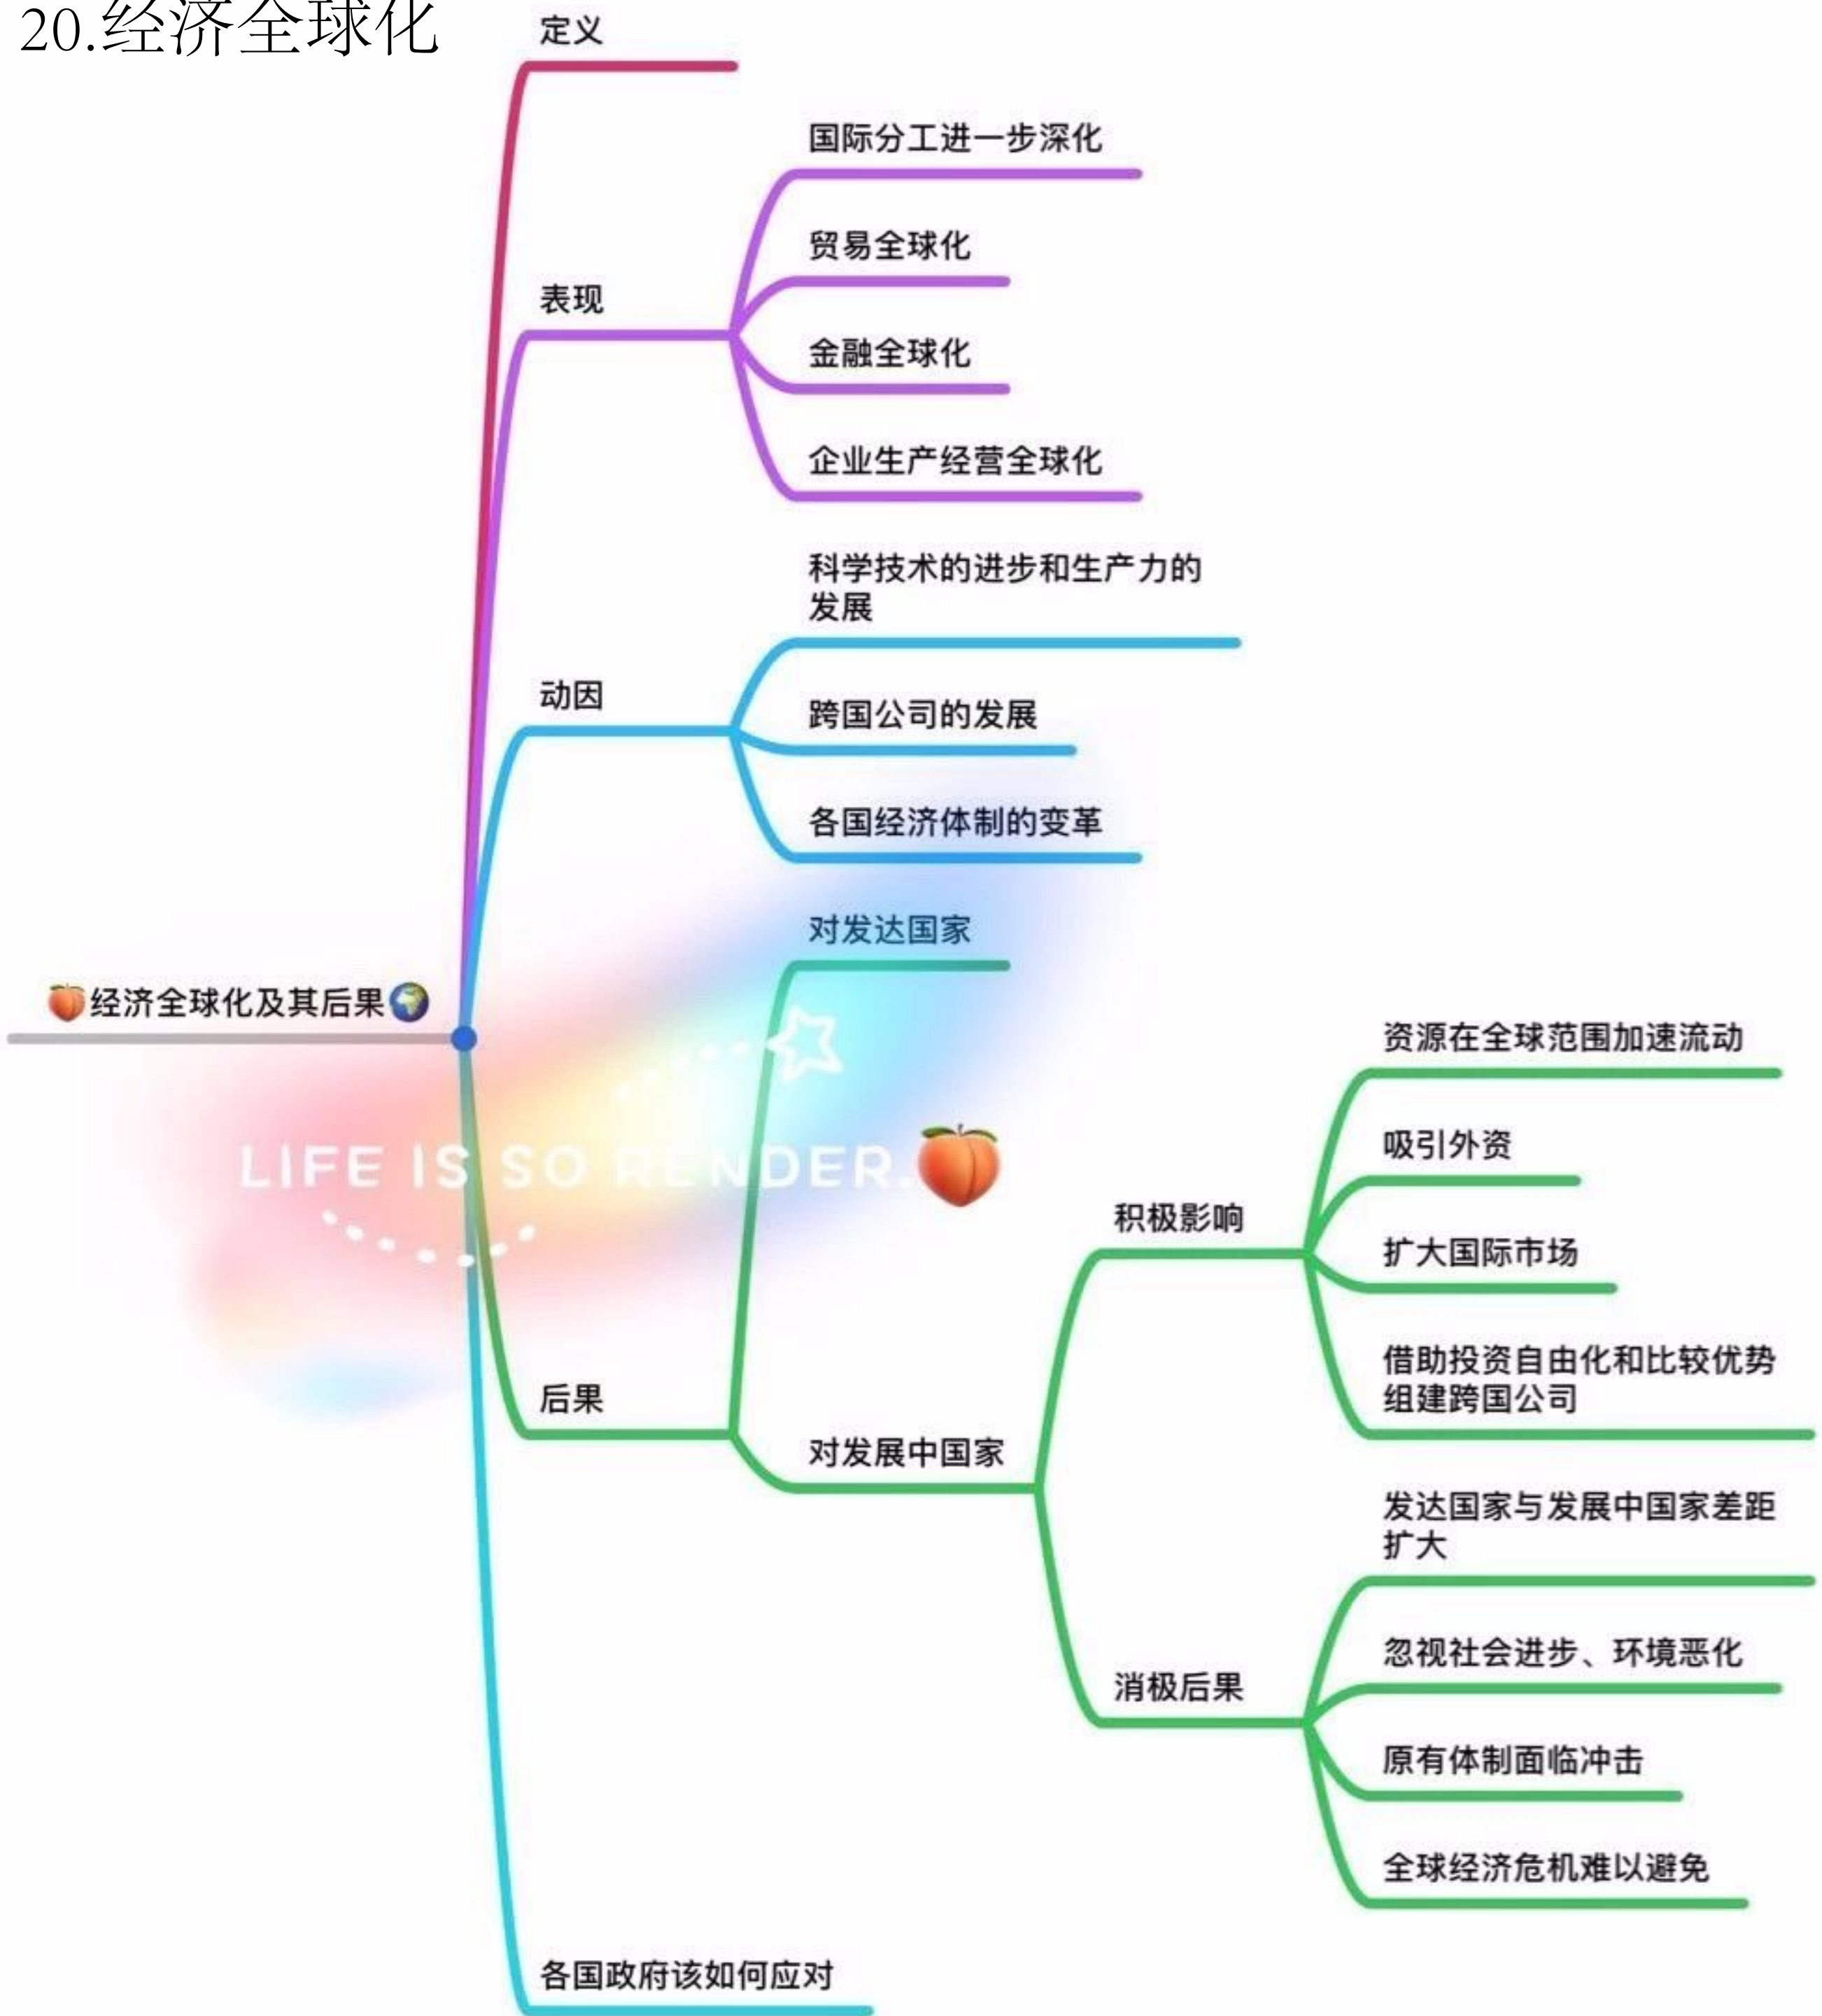 20.经济全球化
定义
国际分工进一步深化
贸易全球化
表现
金融全球化
企业生产经营全球化
科学技术的进步和生产力的
发展
动因
跨国公司的发展
各国经济体制的变革
对发达国家
🍑经济全球化及其后果🌍
LIFE IS SO RENDER.🍑
资源在全球范围加速流动
吸引外资
积极影响
扩大国际市场
借助投资自由化和比较优势
组建跨国公司
后果
对发展中国家
发达国家与发展中国家差距
扩大
忽视社会进步、环境恶化
消极后果
原有体制面临冲击
全球经济危机难以避免
各国政府该如何应对